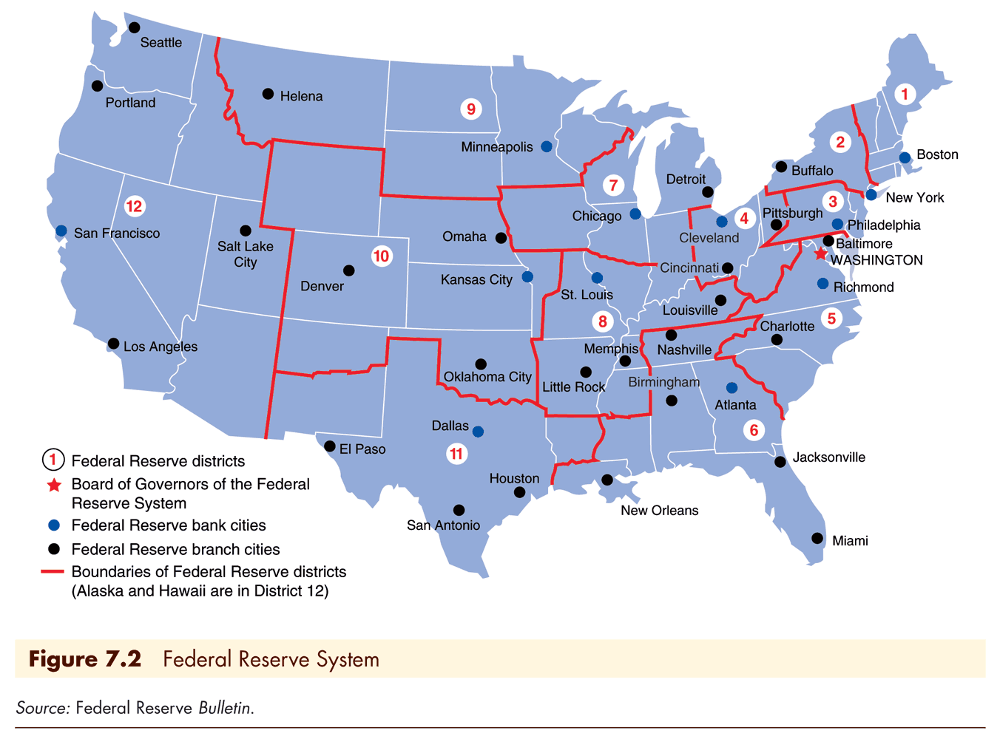 Seattle
Portland
Helena
9
1
Minneapolis
2
Boston
Buffalo
7
Detroit
New York
12
3
4
Pittsburgh
Chicago
Philadelphia
San Francisco
Salt Lake
City
Omaha
Cleveland
Baltimore
WASHINGTON
10
Denver
Cincinnati
Kansas City
St. Louis
Richmond
Louisville
8
5
Charlotte
Los Angeles
Memphis
Nashville
Oklahoma City
Little Rock
Birmingham
Atlanta
Dallas
6
El Paso
11
Jacksonville
Houston
New Orleans
San Antonio
Miami
1 Federal Reserve districts
Board of Governors of the Federal
Reserve System
Federal Reserve bank cities
Federal Reserve branch cities
Boundaries of Federal Reserve districts
(Alaska and Hawaii are in District 12)
Figure 7.2 Federal Reserve System
Source: Federal Reserve Bulletin.